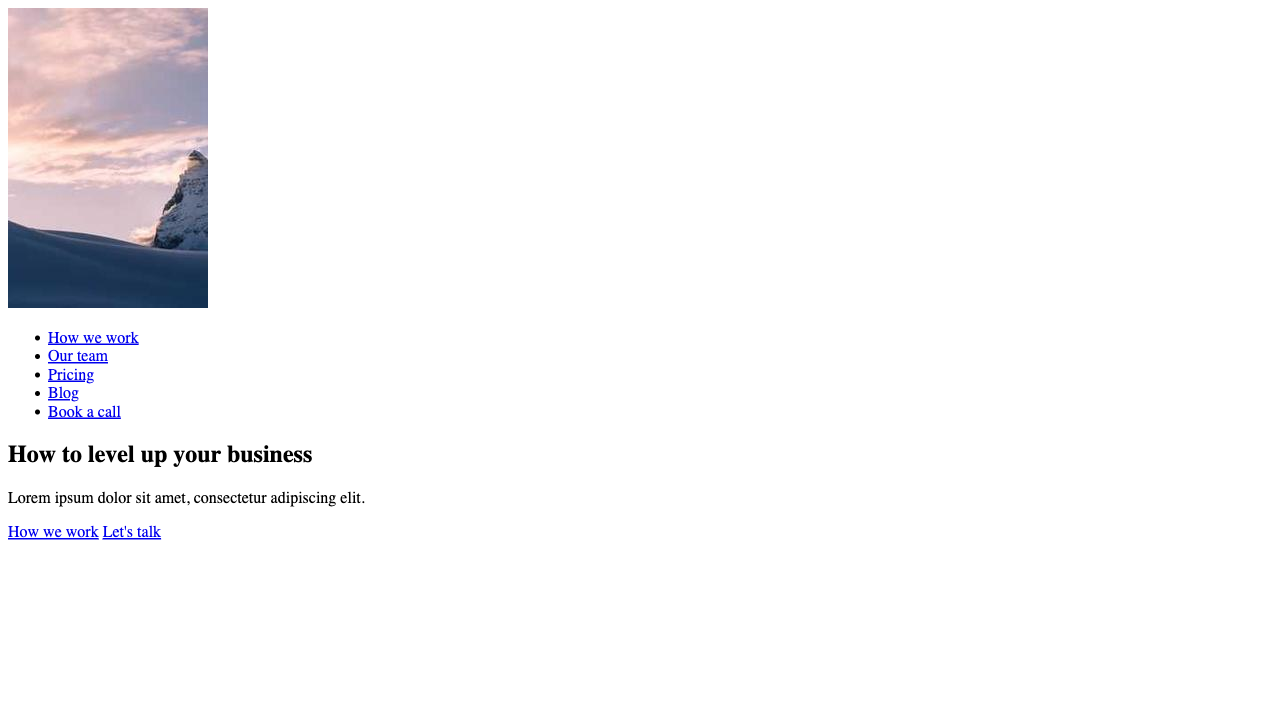 How we work
Our team
Pricing
Blog
Book a call
How to level up your business
Lorem ipsum dolor sit amet, consectetur adipiscing elit.
How we work Let's talk